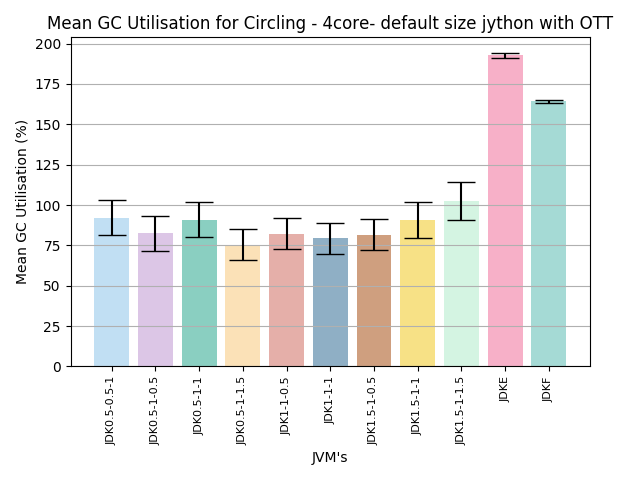 Mean GC Utilisation for Circling - 4core- default size jython with OTT
200
175
150
125
100
75
50
25
0
Mean GC Utilisation (%)
JDK0.5-0.5-1
JDK0.5-1-0.5
JDK0.5-1-1
JDK0.5-1-1.5
JDK1-1-0.5
JDK1-1-1
JDK1.5-1-0.5
JDK1.5-1-1
JDK1.5-1-1.5
JDKE
JDKF
JVM's